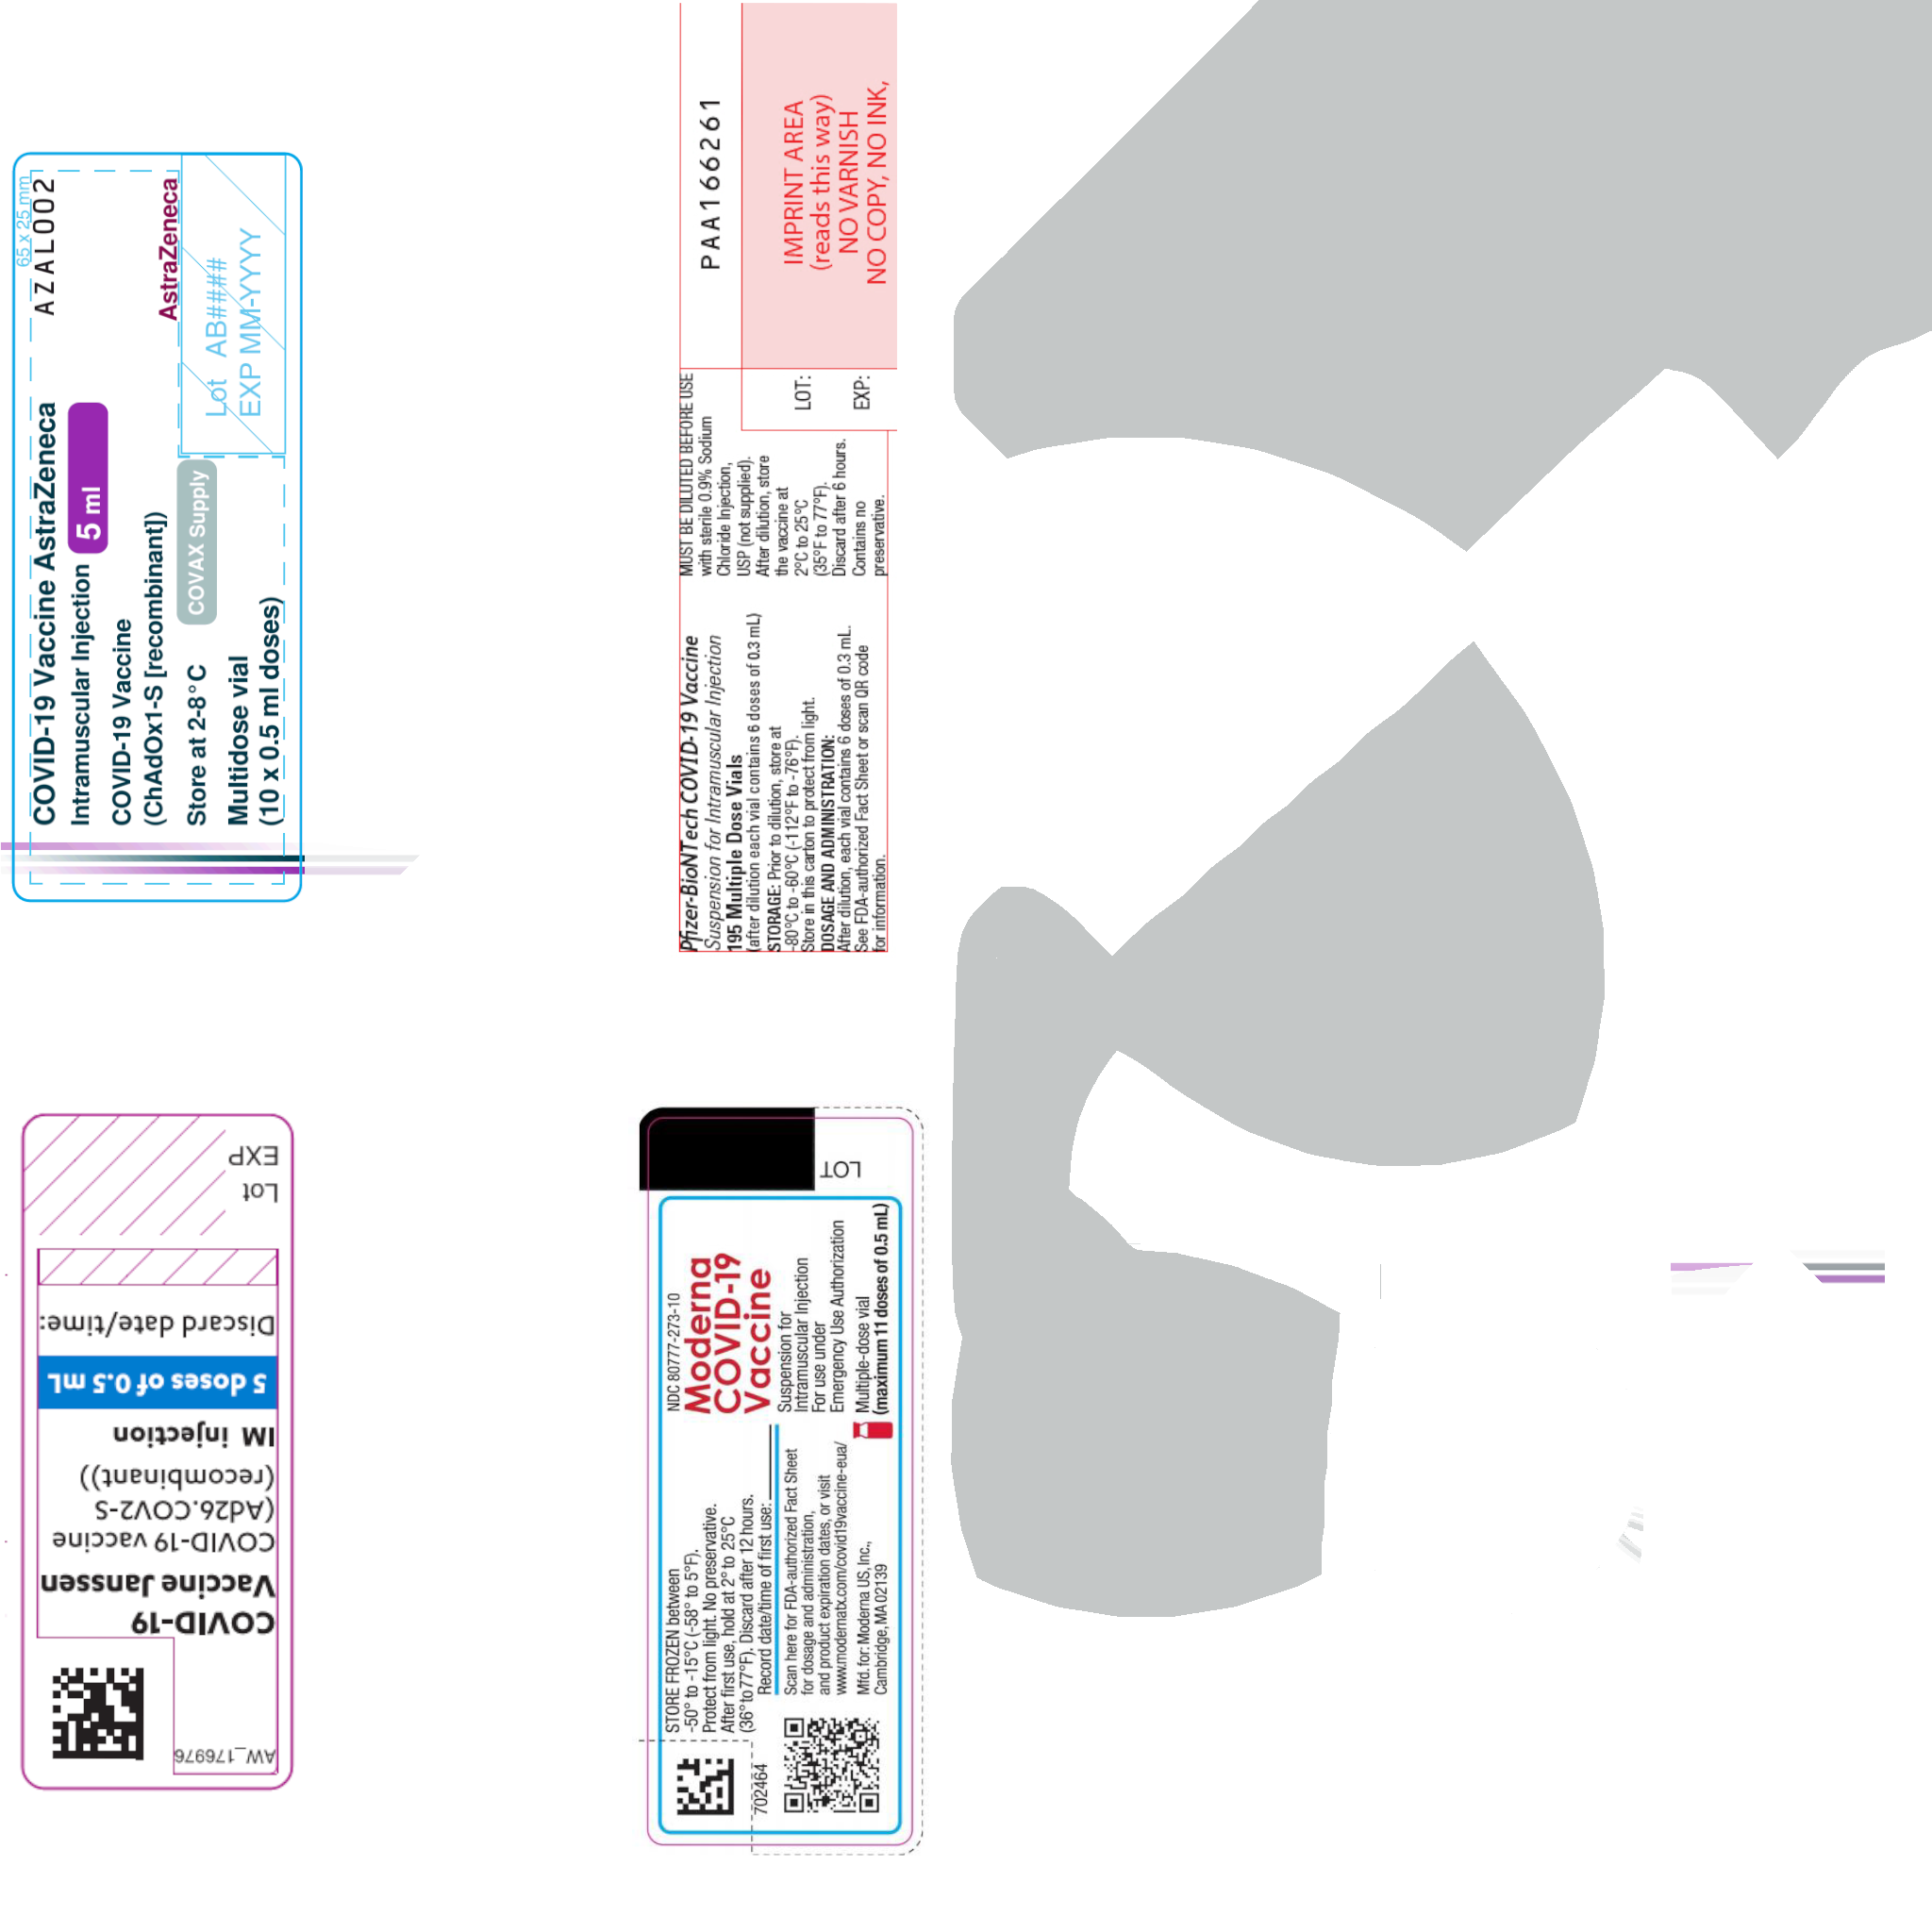 65 x 25 mm
AZAL002
COVID-19 Vaccine AstraZeneca
Intramuscular Injection 5 ml
COVID-19 Vaccine
(ChAdOx1-S [recombinant])
AstraZeneca
Store at 2-8°C
COVAX Supply
Lot AB####
EXP MM-YYYY
Multidose vial
(10 x 0.5 ml doses)
Pfizer-BioNTech COVID-19 Vaccine
Suspension for Intramuscular Injection
195 Multiple Dose Vials
(after dilution each vial contains 6 doses of 0.3 mL)
STORAGE: Prior to dilution, store at
-80°C to -60°C (-112°F to -76°F).
Store in this carton to protect from light.
DOSAGE AND ADMINISTRATION:
After dilution, each vial contains 6 doses of 0.3 mL.
See FDA-authorized Fact Sheet or scan QR code
for information.
MUST BE DILUTED BEFORE USE
with sterile 0.9% Sodium
Chloride Injection,
USP (not supplied).
After dilution, store
the vaccine at
2°C to 25°C
(35°F to 77°F).
Discard after 6 hours.
Contains no
preservative.
LOT:
EXP:
PAA166261
IMPRINT AREA
(reads this way)
NO VARNISH
NO COPY, NO INK,
AW_176976
COVID-19
Vaccine Janssen
COVID-19 vaccine
(Ad26.COV2-S
(recombinant))
IM injection
5 doses of 0.5 mL
Discard date/time:
Lot
EXP
702464
STORE FROZEN between
-50° to -15°C (-58° to 5°F).
Protect from light. No preservative.
After first use, hold at 2° to 25°C
(36° to 77°F). Discard after 12 hours.
Record date/time of first use:
Scan here for FDA-authorized Fact Sheet
for dosage and administration,
and product expiration dates, or visit
www.modernatx.com/covid19vaccine-eua/
Mfd. for: Moderna US, Inc.,
Cambridge, MA 02139
NDC 80777-273-10
Moderna
COVID-19
Vaccine
Suspension for
Intramuscular Injection
For use under
Emergency Use Authorization
Multiple-dose vial
(maximum 11 doses of 0.5 mL)
LOT